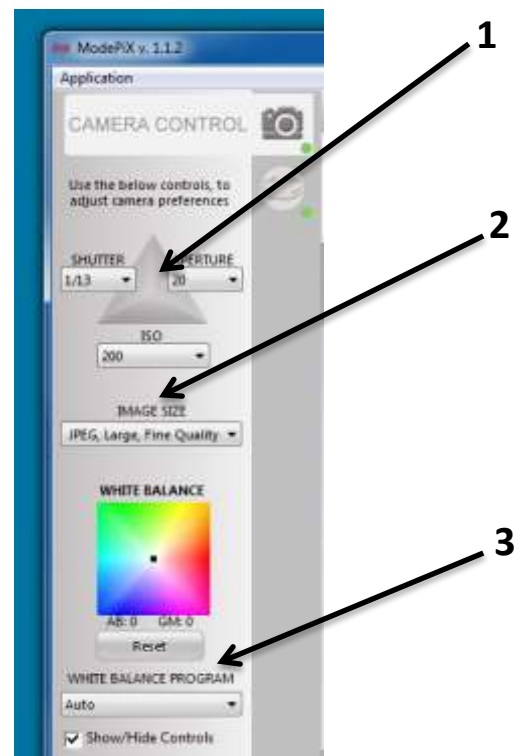 1
ModePiX v. 1.1.2
Application
CAMERA CONTROL
Use the below controls, to
adjust camera preferences
2
SHUTTER
1/13
20
ISO
200
IMAGE SIZE
JPEG, Large, Fine Quality
WHITE BALANCE
3
AB: 0 GM: 0
Reset
WHITE BALANCE PROGRAM
Auto
Show/Hide Controls